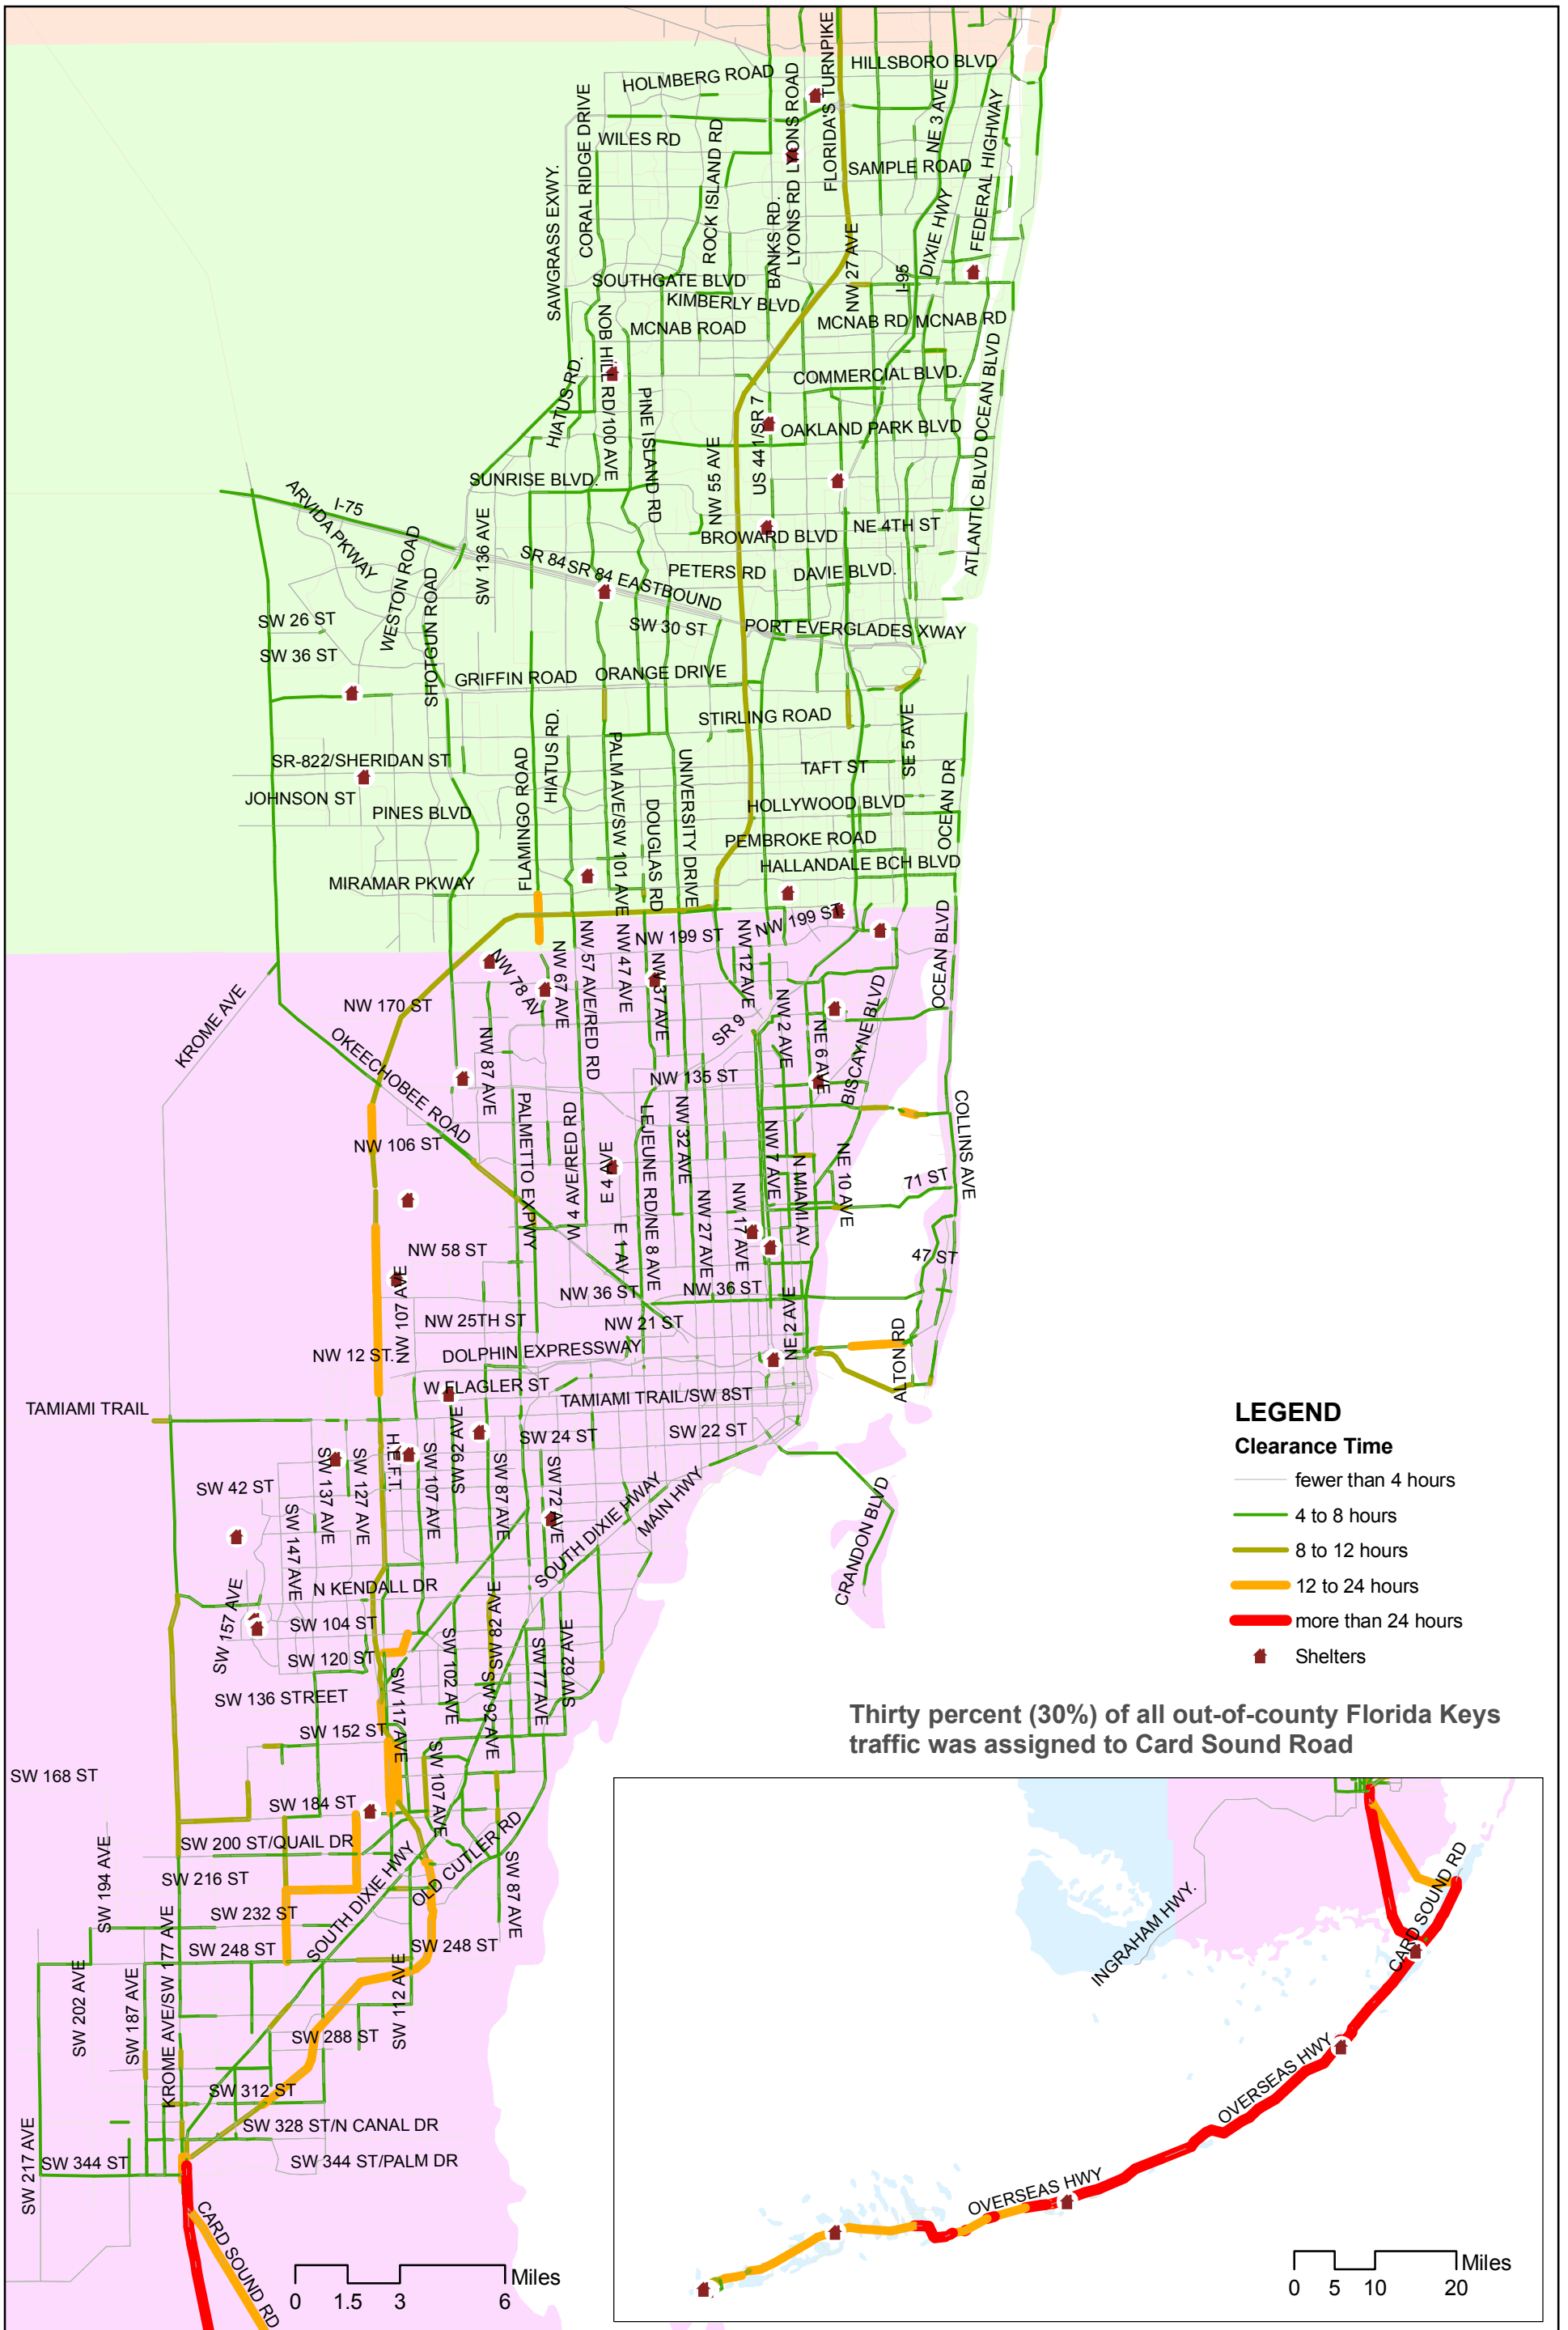 HOLMBERG ROAD
HILLSBORO BLVD
FLORIDA'S TURNPIKE
LYONS ROAD
LYONS RD
CORAL RIDGE DRIVE
WILES RD
ROCK ISLAND RD
NE 3 AVE
FEDERAL HIGHWAY
SAMPLE ROAD
SAWGRASS EXWY.
BANKS RD.
LYONS RD
DIXIE HWY
NW 27 AVE
I-95
SOUTHGATE BLVD
KIMBERLY BLVD
MCNAB ROAD
MCNAB RD
MCNAB RD
NOB HILL RD/100 AVE
HIATUS RD.
COMMERCIAL BLVD.
PINE ISLAND RD
US 441/SR 7
OAKLAND PARK BLVD
OCEAN BLVD
ATLANTIC BLVD
NW 55 AVE
SUNRISE BLVD.
I-75
ARVIDA PKWAY
SW 136 AVE
BROWARD BLVD
NE 4TH ST
WESTON ROAD
SHOTGUN ROAD
SR 84
SR 84 EASTBOUND
PETERS RD
DAVIE BLVD.
SW 26 ST
SW 30 ST
PORT EVERGLADES XWAY
SW 36 ST
GRIFFIN ROAD
ORANGE DRIVE
STIRLING ROAD
SE 5 AVE
HIATUS RD.
PALM AVE/SW 101 AVE
UNIVERSITY DRIVE
SR-822/SHERIDAN ST
TAFT ST
OCEAN DR
JOHNSON ST
PINES BLVD
FLAMINGO ROAD
DOUGLAS RD
HOLLYWOOD BLVD
PEMBROKE ROAD
HALLANDALE BCH BLVD
MIRAMAR PKWAY
NW 199 ST
NW 199 ST
OCEAN BLVD
NW 57 AVE/RED RD
NW 47 AVE
NW 12 AVE
NW 67 AVE
NW 78 AV
NW 37 AVE
KROME AVE
NW 170 ST
OKEECHOBEE ROAD
NW 87 AVE
SR 9
NW 2 AVE
NE 6 AVE
BISCAYNE BLVD
NW 135 ST
COLLINS AVE
PALMETTO EXPWY
W 4 AVE/RED RD
LEJEUNE RD/NE 8 AVE
NW 32 AVE
NW 106 ST
E 4 AVE
NW 7 AVE
N MIAMI AV
NE 10 AVE
71 ST
NW 27 AVE
NW 17 AVE
E 1 AV
NW 58 ST
47 ST
NW 107 AVE
NW 36 ST
NW 36 ST
NE 2 AVE
NW 25TH ST
NW 21 ST
ALTON RD
NW 12 ST.
DOLPHIN EXPRESSWAY
W FLAGLER ST
TAMIAMI TRAIL/SW 8ST
TAMIAMI TRAIL
SW 24 ST
SW 22 ST
H.E.F.T.
SW 92 AVE
SW 137 AVE
SW 127 AVE
SW 107 AVE
SW 87 AVE
SW 72 AVE
SW 42 ST
SOUTH DIXIE HWAY
MAIN HWY
CRANDON BLVD
SW 147 AVE
N KENDALL DR
SW 157 AVE
SW 104 ST
SW 82 AVE
SW 62 AVE
SW 120 ST
SW 102 AVE
SW 77 AVE
SW 136 STREET
SW 117 AVE
SW 92 AVE
SW 152 ST
SW 168 ST
SW 107 AVE
SW 184 ST
SW 200 ST/QUAIL DR
OLD CUTLER RD
SW 194 AVE
SW 216 ST
SW 87 AVE
SW 232 ST
SOUTH DIXIE HWY
SW 248 ST
SW 248 ST
SW 202 AVE
SW 187 AVE
KROME AVE/SW 177 AVE
SW 112 AVE
SW 288 ST
SW 312 ST
SW 328 ST/N CANAL DR
SW 217 AVE
SW 344 ST
SW 344 ST/PALM DR
CARD SOUND RD
0 1.5 3 6 Miles
LEGEND
Clearance Time
fewer than 4 hours
4 to 8 hours
8 to 12 hours
12 to 24 hours
more than 24 hours
Shelters
Thirty percent (30%) of all out-of-county Florida Keys
traffic was assigned to Card Sound Road
INGRAHAM HWY.
CARD SOUND RD
OVERSEAS HWY
OVERSEAS HWY
0 5 10 20 Miles